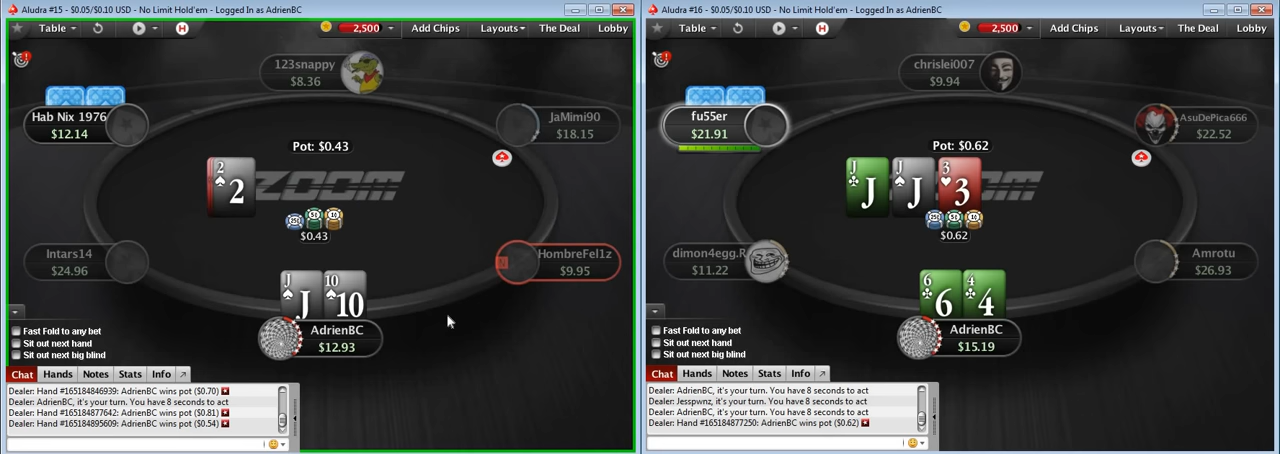 Aludra #15 - $0.05/$0.10 USD - No Limit Hold'em - Logged In as AdrienBC
Table
H
2,500
Add Chips
Layouts
The Deal
Lobby
123snappy
$8.36
Hab Nix 1976
$12.14
JaMimi90
$18.15
Pot: $0.43
2
2
ZOOM
$0.43
Intars14
$24.96
HombreFel1z
$9.95
J
J
10
10
AdrienBC
$12.93
Fast Fold to any bet
Sit out next hand
Sit out next big blind
Chat
Hands
Notes
Stats
Info
Dealer: Hand #165184846939: AdrienBC wins pot ($0.70)
Dealer: AdrienBC, it's your turn. You have 8 seconds to act
Dealer: Hand #165184877642: AdrienBC wins pot ($0.81)
Dealer: Hand #165184895609: AdrienBC wins pot ($0.54)
Aludra #16 - $0.05/$0.10 USD - No Limit Hold'em - Logged In as AdrienBC
Table
H
2,500
Add Chips
Layouts
The Deal
Lobby
chrislei007
$9.94
fu55er
$21.91
AsuDePica666
$22.52
Pot: $0.62
J
J
J
J
3
3
$0.62
dimon4egg.R
$11.22
Amrotu
$26.93
6
6
4
4
AdrienBC
$15.19
Fast Fold to any bet
Sit out next hand
Sit out next big blind
Chat
Hands
Notes
Stats
Info
Dealer: AdrienBC, it's your turn. You have 8 seconds to act
Dealer: Jesspwnz, it's your turn. You have 8 seconds to act
Dealer: AdrienBC, it's your turn. You have 8 seconds to act
Dealer: Hand #165184877250: AdrienBC wins pot ($0.62)